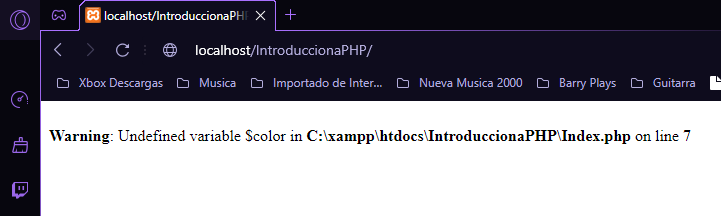 localhost/IntroduccionaPH
localhost/IntroduccionaPHP/
Xbox Descargas Musica Importado de Inter... Nueva Musica 2000 Barry Plays Guitarra
Warning: Undefined variable $color in C:\xampp\htdocs\IntroduccionaPHP\Index.php on line 7